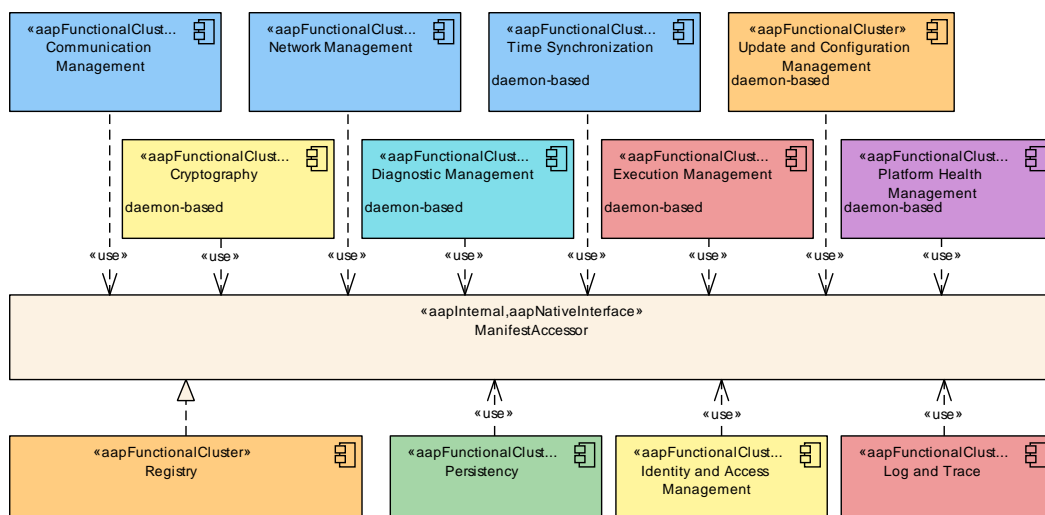 «aapFunctionalClust...
Communication
Management
«aapFunctionalClust...
Network Management
«aapFunctionalClust...
Time Synchronization
daemon-based
«aapFunctionalCluster»
Update and Configuration
Management
daemon-based
«aapFunctionalClust...
Cryptography
daemon-based
«aapFunctionalClust...
Diagnostic Management
daemon-based
«aapFunctionalClust...
Execution Management
daemon-based
«aapFunctionalClust...
Platform Health
Management
daemon-based
«use»
«use»
«use»
«use»
«use»
«use»
«use»
«use»
«aapInternal,aapNativeInterface»
ManifestAccessor
«use»
«use»
«use»
«aapFunctionalCluster»
Registry
«aapFunctionalClust...
Persistency
«aapFunctionalClust...
Identity and Access
Management
«aapFunctionalClust...
Log and Trace